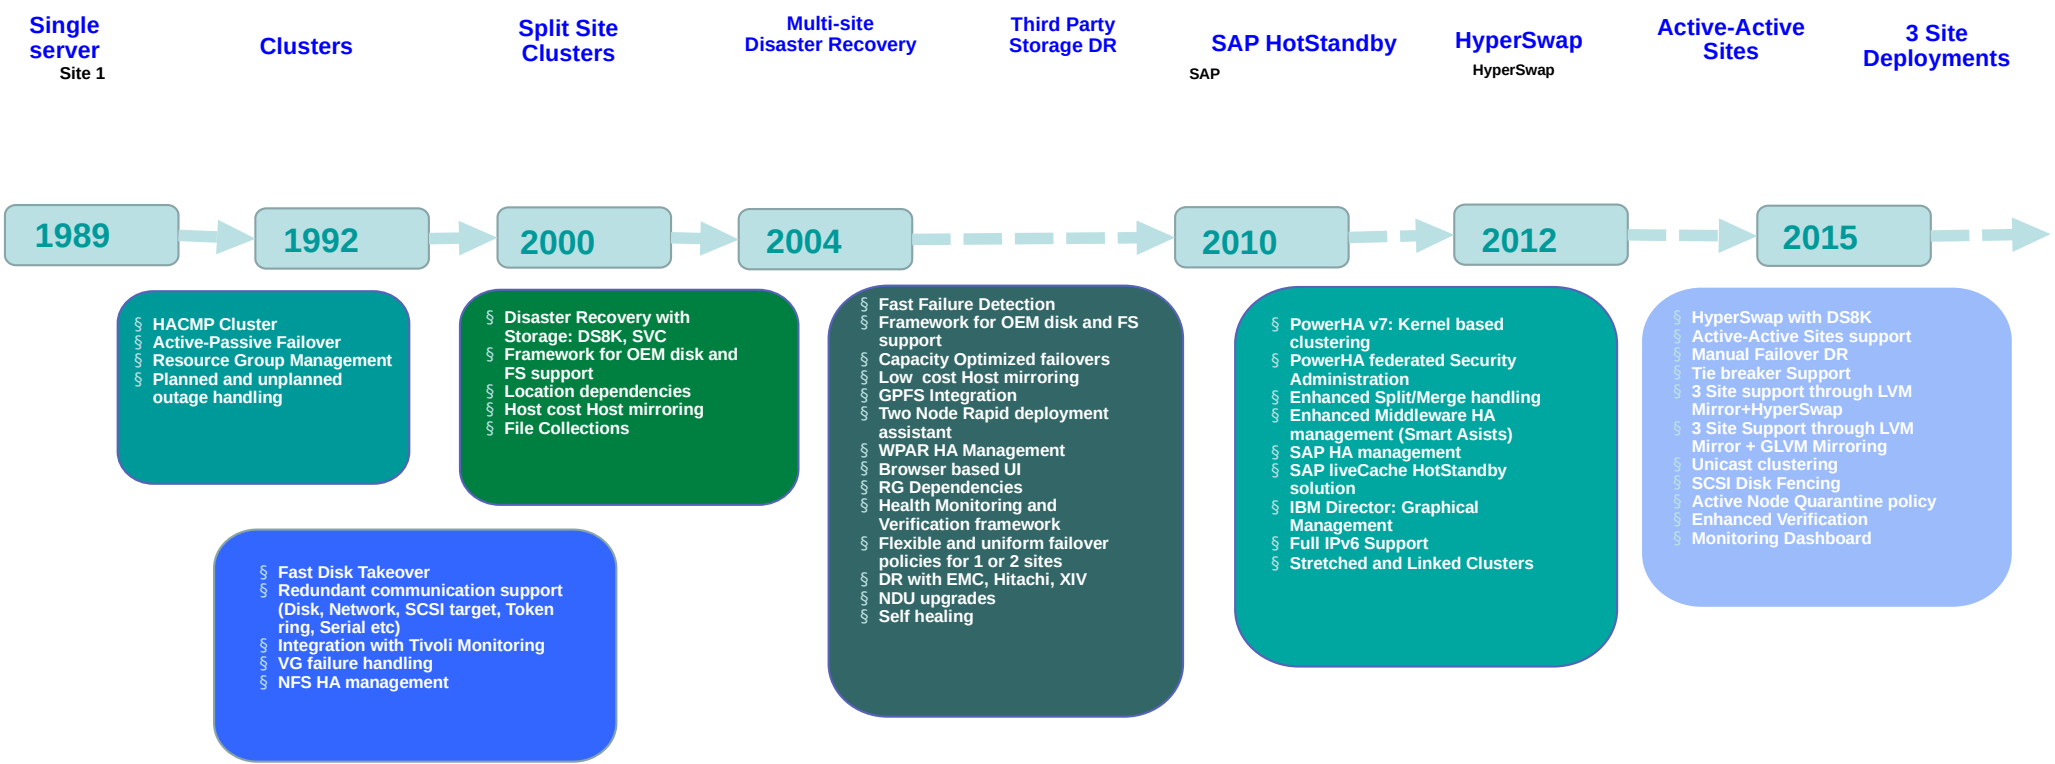 Single
server
Site 1
Clusters
Split Site
Clusters
Multi-site
Disaster Recovery
Third Party
Storage DR
SAP HotStandby
SAP
HyperSwap
HyperSwap
Active-Active
Sites
3 Site
Deployments
1989
1992
2000
2004
2010
2012
2015
§ HACMP Cluster
§ Active-Passive Failover
§ Resource Group Management
§ Planned and unplanned
outage handling
§ Fast Disk Takeover
§ Redundant communication support
(Disk, Network, SCSI target, Token
ring, Serial etc)
§ Integration with Tivoli Monitoring
§ VG failure handling
§ NFS HA management
§ Disaster Recovery with
Storage: DS8K, SVC
§ Framework for OEM disk and
FS support
§ Location dependencies
§ Host cost Host mirroring
§ File Collections
§ Fast Failure Detection
§ Framework for OEM disk and FS
support
§ Capacity Optimized failovers
§ Low cost Host mirroring
§ GPFS Integration
§ Two Node Rapid deployment
assistant
§ WPAR HA Management
§ Browser based UI
§ RG Dependencies
§ Health Monitoring and
Verification framework
§ Flexible and uniform failover
policies for 1 or 2 sites
§ DR with EMC, Hitachi, XIV
§ NDU upgrades
§ Self healing
§ PowerHA v7: Kernel based
clustering
§ PowerHA federated Security
Administration
§ Enhanced Split/Merge handling
§ Enhanced Middleware HA
management (Smart Asists)
§ SAP HA management
§ SAP liveCache HotStandby
solution
§ IBM Director: Graphical
Management
§ Full IPv6 Support
§ Stretched and Linked Clusters
§ HyperSwap with DS8K
§ Active-Active Sites support
§ Manual Failover DR
§ Tie breaker Support
§ 3 Site support through LVM
Mirror+HyperSwap
§ 3 Site Support through LVM
Mirror + GLVM Mirroring
§ Unicast clustering
§ SCSI Disk Fencing
§ Active Node Quarantine policy
§ Enhanced Verification
§ Monitoring Dashboard